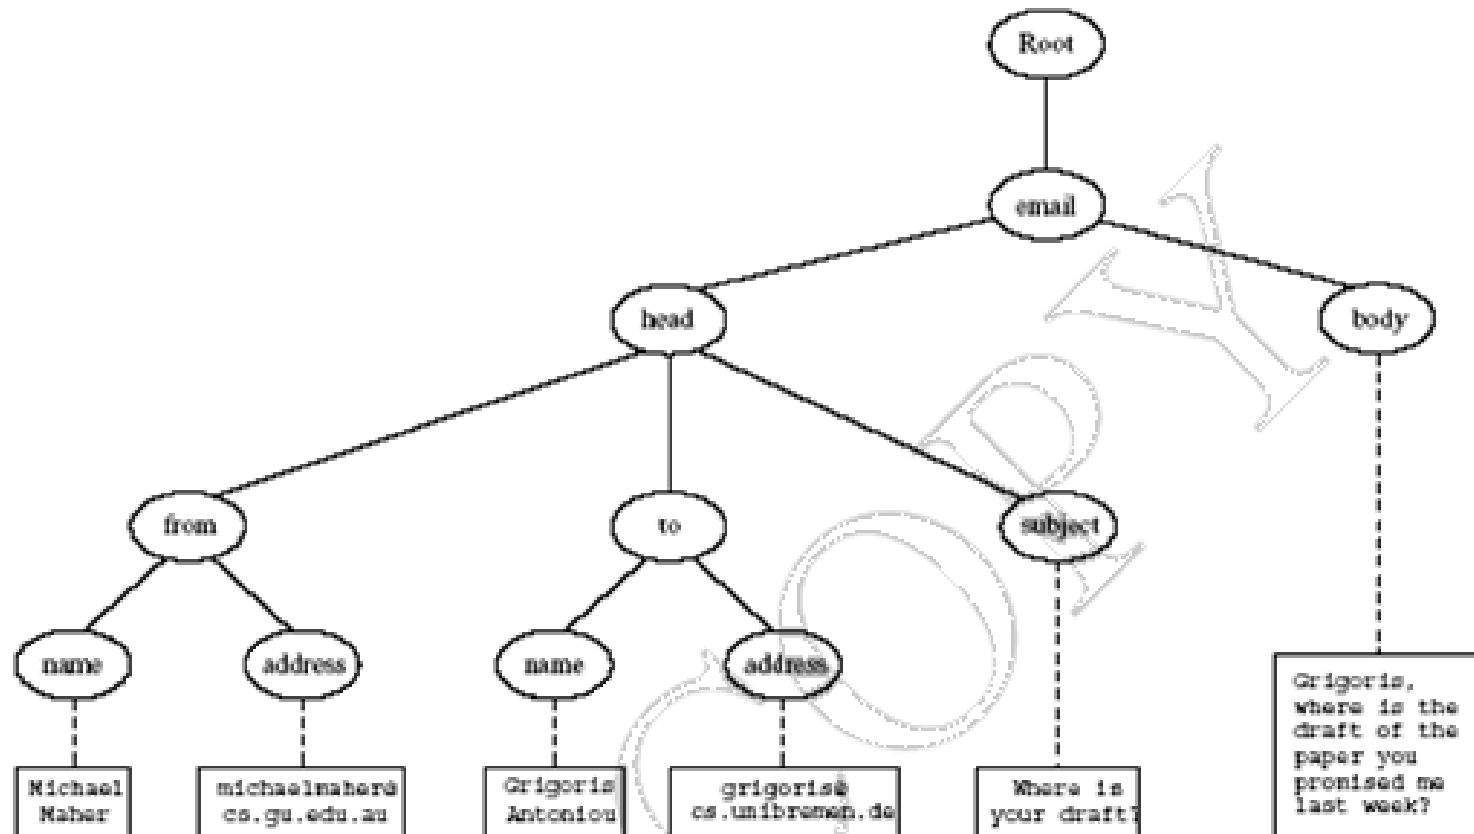 Root
email
head
body
from
to
subject
name
address
name
address
Michael
Maher
michaelmaher@
cs.gu.edu.au
Grigoris
Antoniou
grigoris@
cs.unibremen.de
Where is
your draft?
Grigoris,
where is the
draft of the
paper you
promised me
last week?
COPY